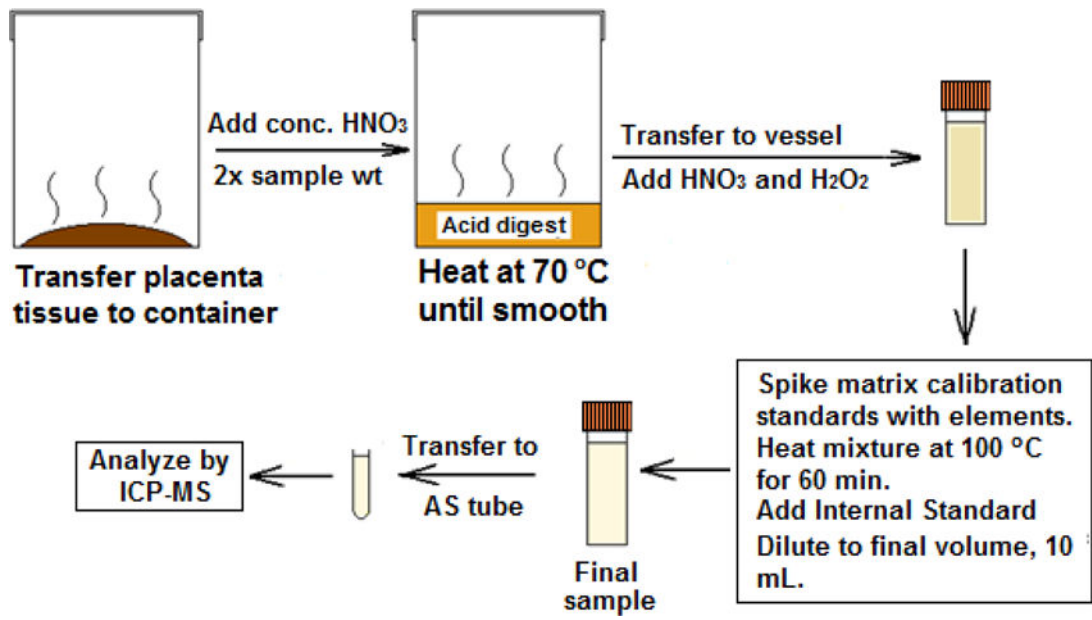 Add conc. HNO₃
2x sample wt
Acid digest
Transfer to vessel
Add HNO₃ and H₂O₂
Transfer placenta
tissue to container
Heat at 70 °C
until smooth
Spike matrix calibration
standards with elements.
Heat mixture at 100 °C
for 60 min.
Add Internal Standard
Dilute to final volume, 10
mL.
Final
sample
Transfer to
AS tube
Analyze by
ICP-MS